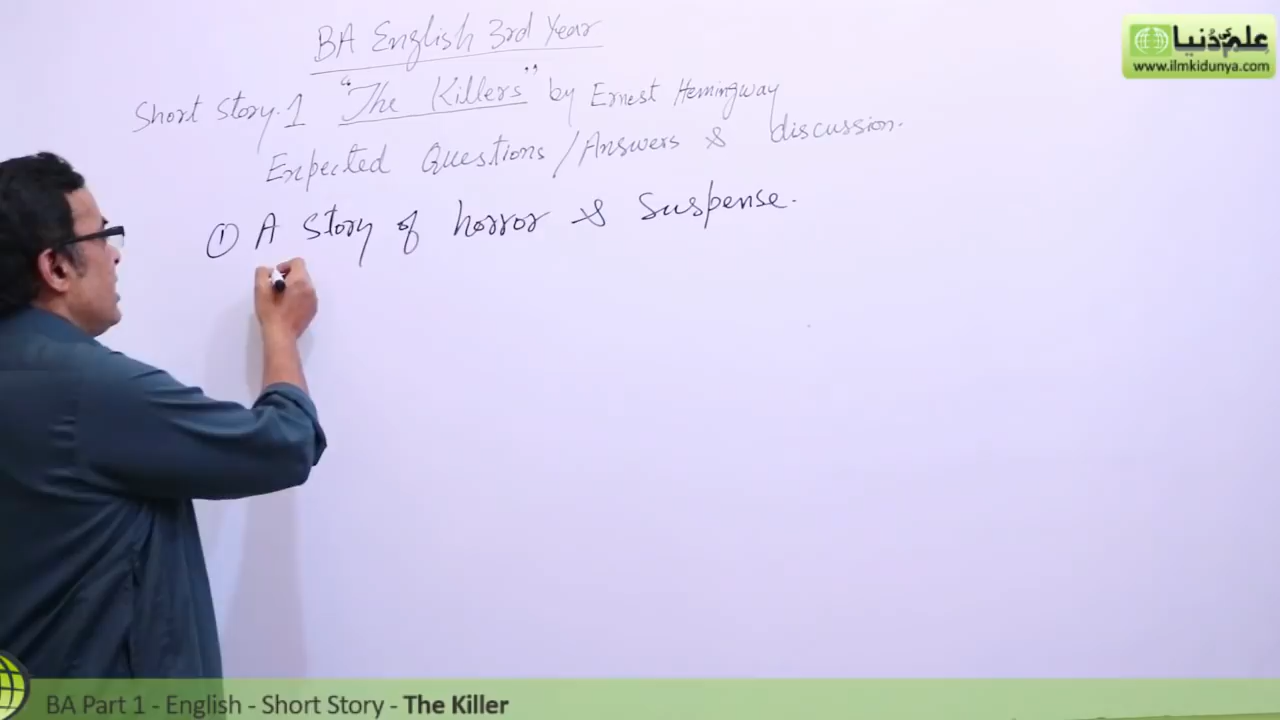 BA English 3rd Year
Short Story.1 "The Killers" by Ernest Hemingway
Expected Questions/Answers & discussion.
① A Story of horror & Suspense.
علم کی دُنیا
www.ilmkidunya.com
BA Part 1 - English - Short Story - The Killer